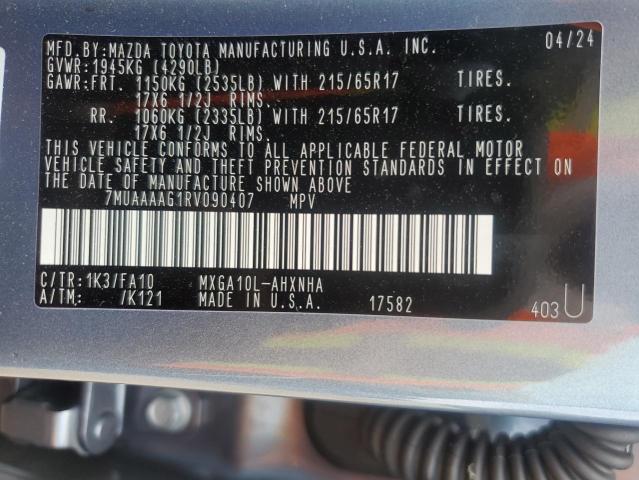 MFD.BY:MAZDA TOYOTA MANUFACTURING U.S.A. INC. 04/24
GVWR:1945KG (4290LB)
GAWR:FRT. 1150KG (2535LB) WITH 215/65R17 TIRES.
17X6 1/2J RIMS.
RR. 1060KG (2335LB) WITH 215/65R17 TIRES.
17X6 1/2J RIMS.
THIS VEHICLE CONFORMS TO ALL APPLICABLE FEDERAL MOTOR
VEHICLE SAFETY AND THEFT PREVENTION STANDARDS IN EFFECT ON
THE DATE OF MANUFACTURE SHOWN ABOVE
7MUAAAAG1RV090407 MPV
C/TR:1K3/FA10 MXGA10L-AHXNHA
A/TM: /K121 MADE IN U.S.A. 17582
403U